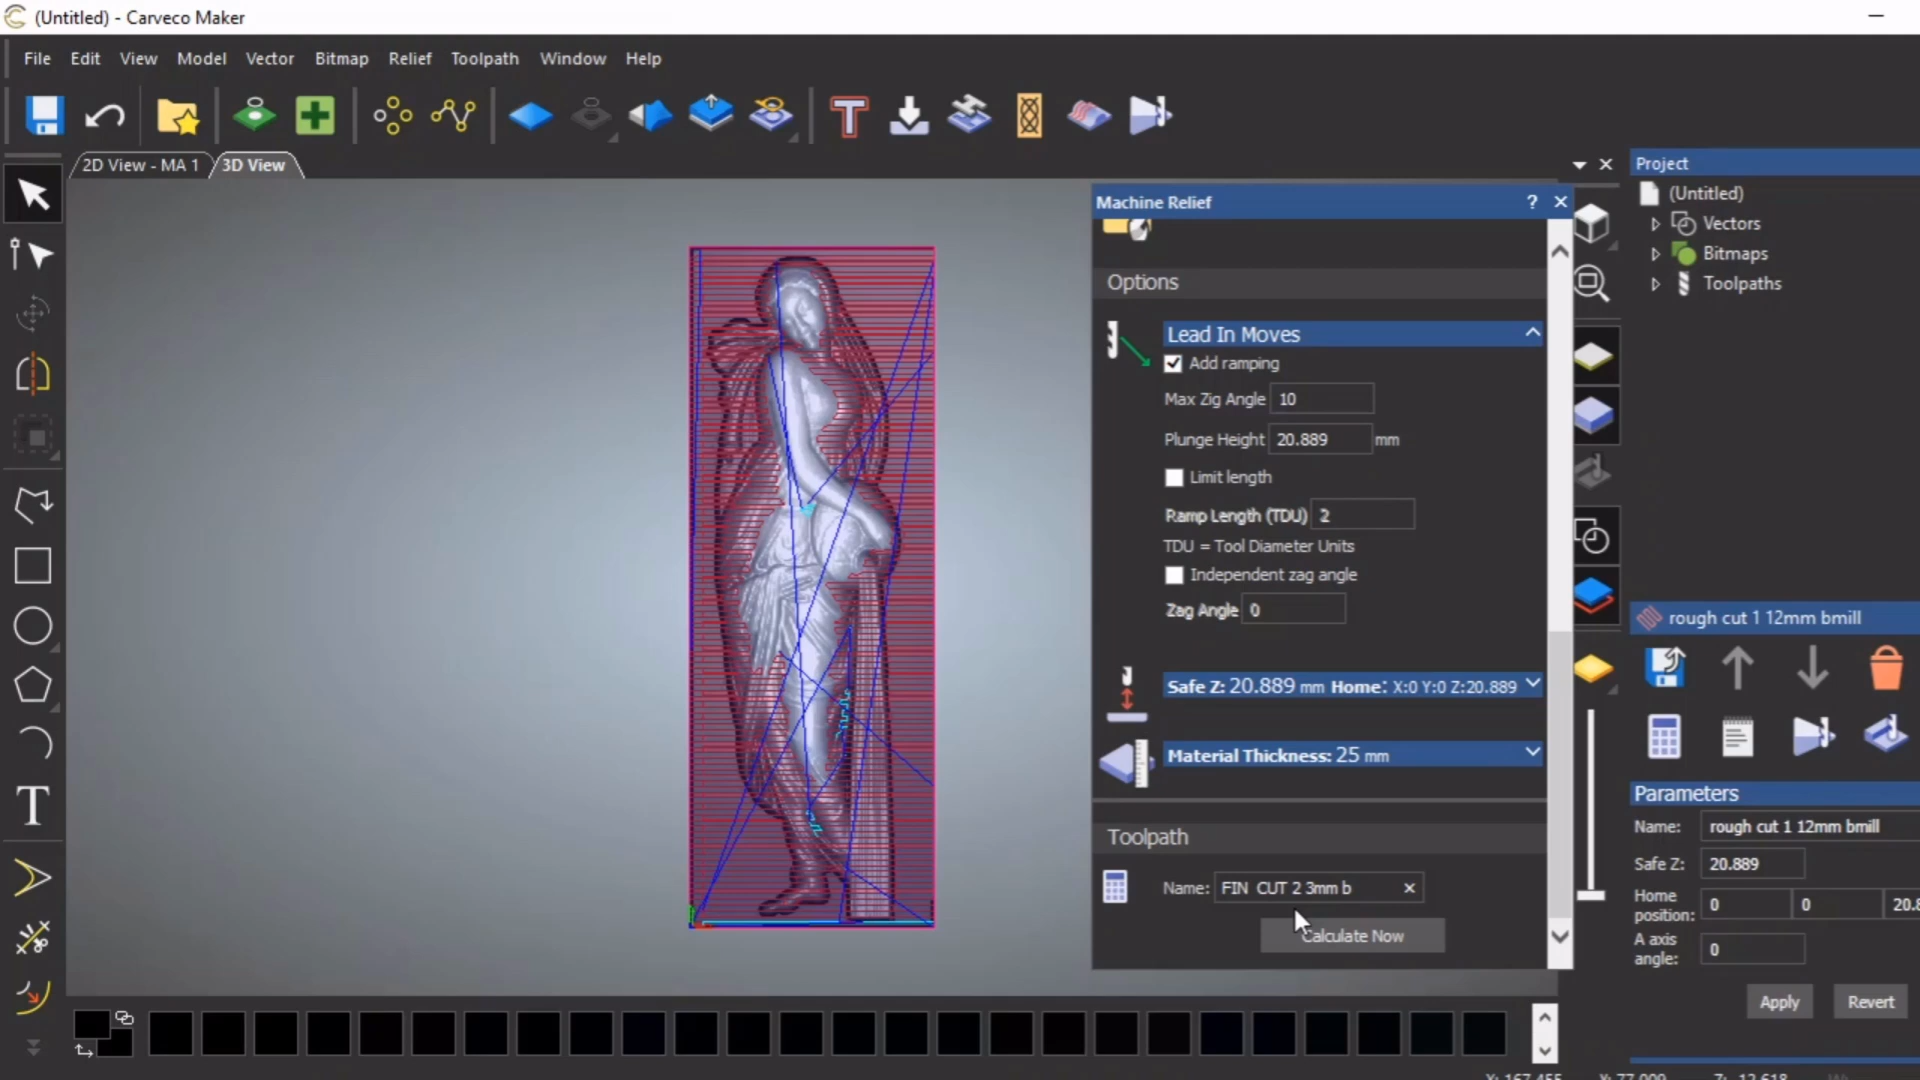 (Untitled) - Carveco Maker
File Edit View Model Vector Bitmap Relief Toolpath Window Help
2D View - MA 1 3D View
Machine Relief ?
Options
Lead In Moves
Add ramping
Max Zig Angle 10
Plunge Height 20.889 mm
Limit length
Ramp Length (TDU) 2
TDU = Tool Diameter Units
Independent zag angle
Zag Angle 0
Safe Z: 20.889 mm Home: X:0 Y:0 Z:20.889
Material Thickness: 25 mm
Toolpath
Name: FIN CUT 2 3mm b
Calculate Now
Project
(Untitled)
Vectors
Bitmaps
Toolpaths
rough cut 1 12mm bmill
Parameters
Name: rough cut 1 12mm bmill
Safe Z: 20.889
Home
position: 0 0 20.8
A axis
angle: 0
Apply Revert